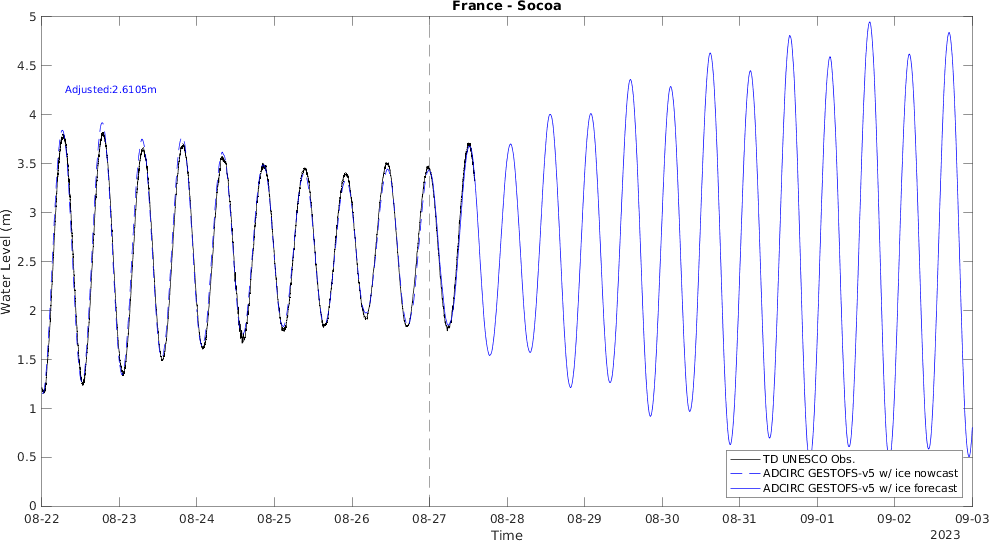 France - Socoa
5
4.5
4
3.5
3
2.5
2
1.5
1
0.5
0
Water Level (m)
Adjusted:2.6105m
TD UNESCO Obs.
ADCIRC GESTOFS-v5 w/ ice nowcast
ADCIRC GESTOFS-v5 w/ ice forecast
08-22 08-23 08-24 08-25 08-26 08-27 08-28 08-29 08-30 08-31 09-01 09-02 09-03
Time
2023